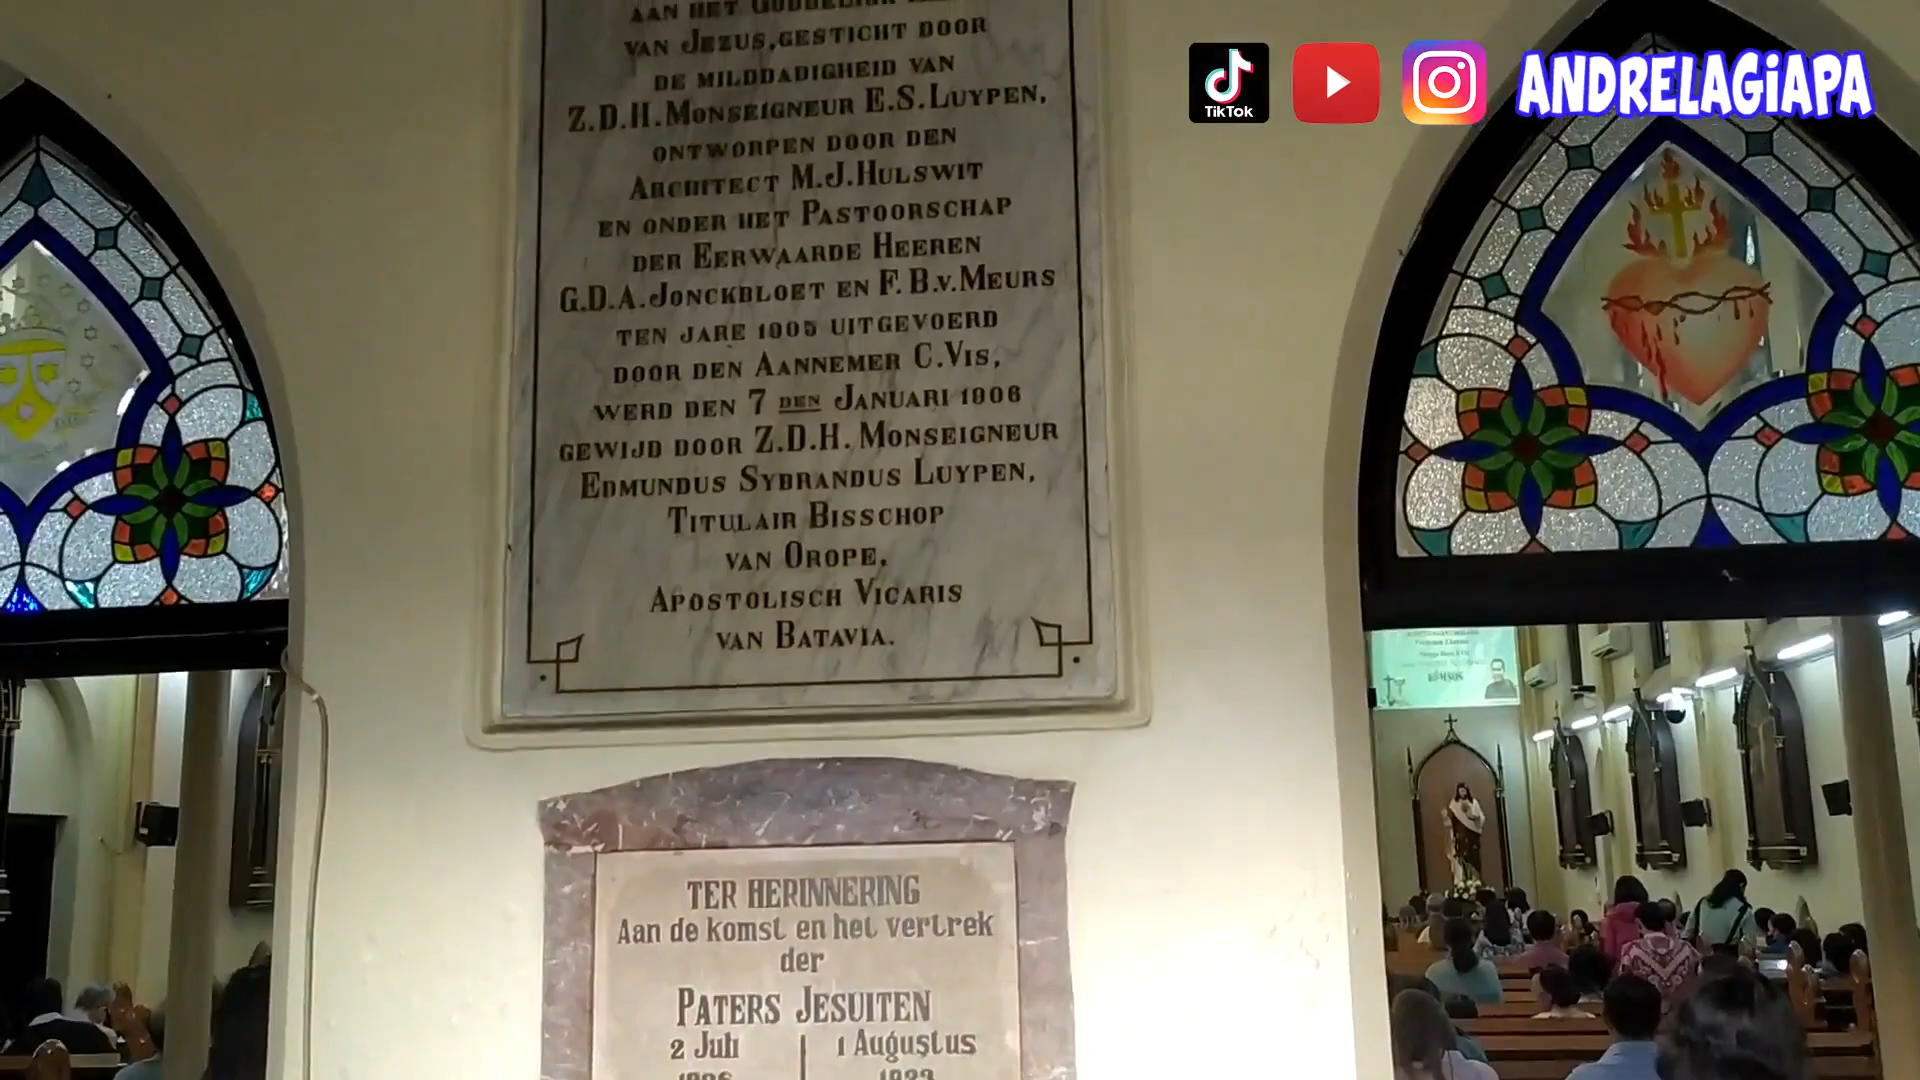 AAN HET GODDELIJK
VAN JEZUS, GESTICHT DOOR
DE MILDDADIGHEID VAN
Z.D.H. MONSEIGNEUR E.S. LUYPEN,
ONTWORPEN DOOR DEN
ARCHITECT M.J. HULSWIT
EN ONDER HET PASTOORSCHAP
DER EERWAARDE HEEREN
G.D.A. JONCKBLOET EN F.B.v. MEURS
TEN JARE 1905 UITGEVOERD
DOOR DEN AANNEMER C. VIS,
WERD DEN 7 DEN JANUARI 1906
GEWIJD DOOR Z.D.H. MONSEIGNEUR
EDMUNDUS SYBRANDUS LUYPEN,
TITULAIR BISSCHOP
VAN OROPE,
APOSTOLISCH VICARIS
VAN BATAVIA.
TER HERINNERING
Aan de komst en het vertrek
der
PATERS JESUITEN
2 Juli
1 Augustus
TikTok
ANDRELAGiAPA